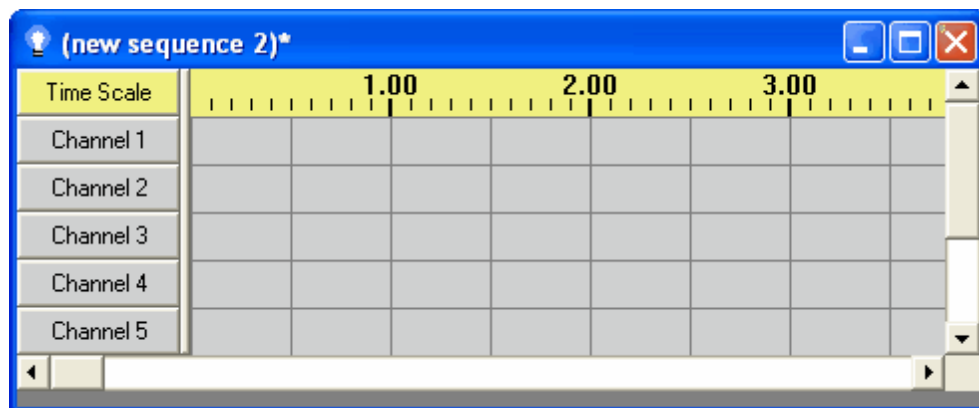 (new sequence 2)*
Time Scale 1.00 2.00 3.00
Channel 1
Channel 2
Channel 3
Channel 4
Channel 5